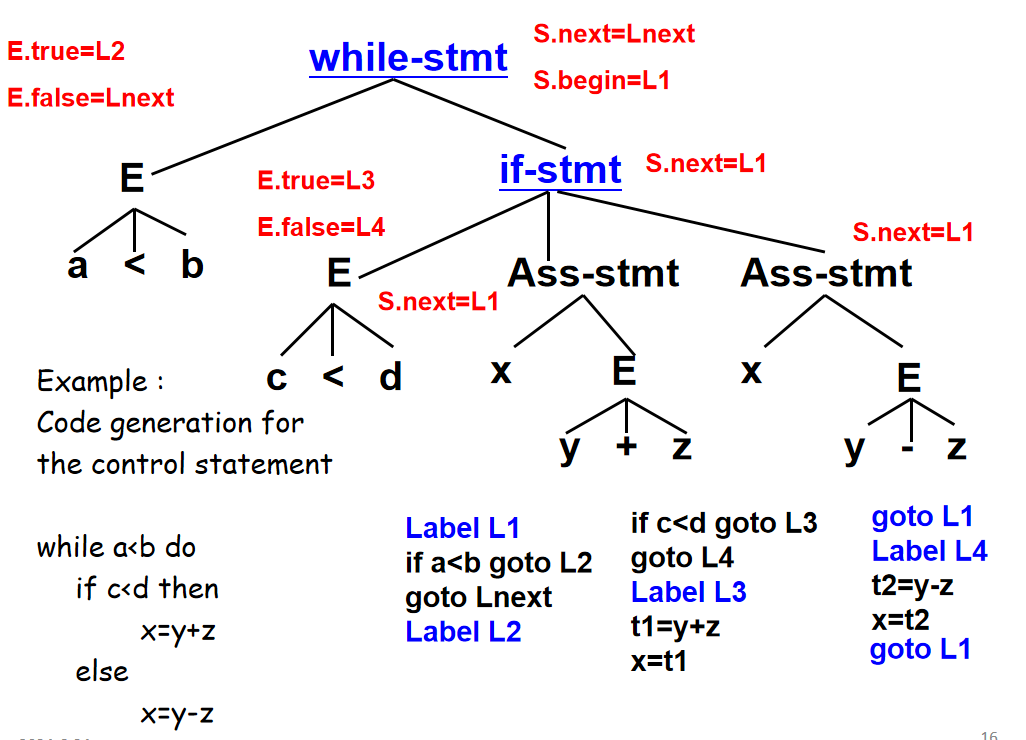 E.true=L2
while-stmt
S.next=Lnext
E.false=Lnext
S.begin=L1
E
E.true=L3
if-stmt
S.next=L1
E.false=L4
S.next=L1
a < b
E
Ass-stmt
Ass-stmt
S.next=L1
c < d
x
E
x
E
y + z
y - z
Example :
Code generation for
the control statement
while a<b do
if c<d then
x=y+z
else
x=y-z
Label L1
if a<b goto L2
goto Lnext
Label L2
if c<d goto L3
goto L4
Label L3
t1=y+z
x=t1
goto L1
Label L4
t2=y-z
x=t2
goto L1
16